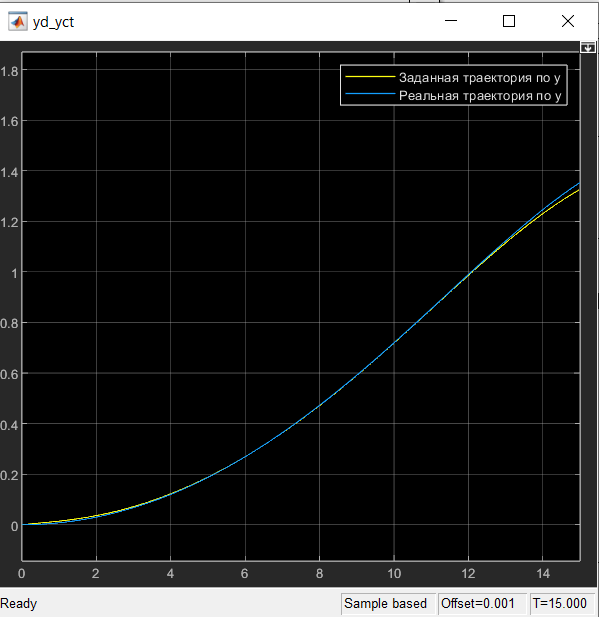 yd_yct
Заданная траектория по y
Реальная траектория по y
1.8
1.6
1.4
1.2
1
0.8
0.6
0.4
0.2
0
0 2 4 6 8 10 12 14
Ready Sample based Offset=0.001 T=15.000